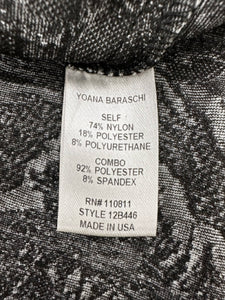 YOANA BARASCHI
SELF
74% NYLON
18% POLYESTER
8% POLYURETHANE
COMBO
92% POLYESTER
8% SPANDEX
RN# 110811
STYLE 12B446
MADE IN USA